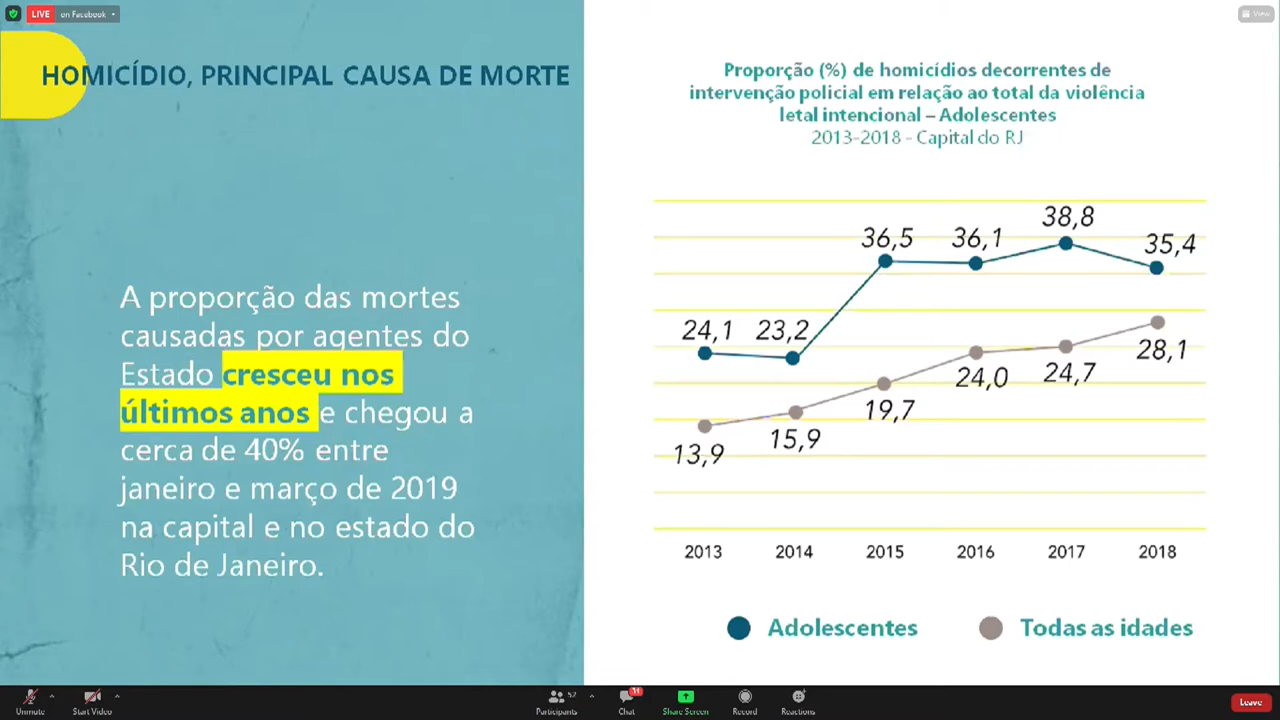 LIVE on Facebook
View
HOMICÍDIO, PRINCIPAL CAUSA DE MORTE
A proporção das mortes
causadas por agentes do
Estado cresceu nos
últimos anos e chegou a
cerca de 40% entre
janeiro e março de 2019
na capital e no estado do
Rio de Janeiro.
Proporção (%) de homicídios decorrentes de
intervenção policial em relação ao total da violência
letal intencional – Adolescentes
2013-2018 - Capital do RJ
24,1 23,2 36,5 36,1 38,8 35,4
13,9 15,9 19,7 24,0 24,7 28,1
2013 2014 2015 2016 2017 2018
Adolescentes Todas as idades
Unmute Start Video Participants 52 Chat Share Screen Record Reactions Leave